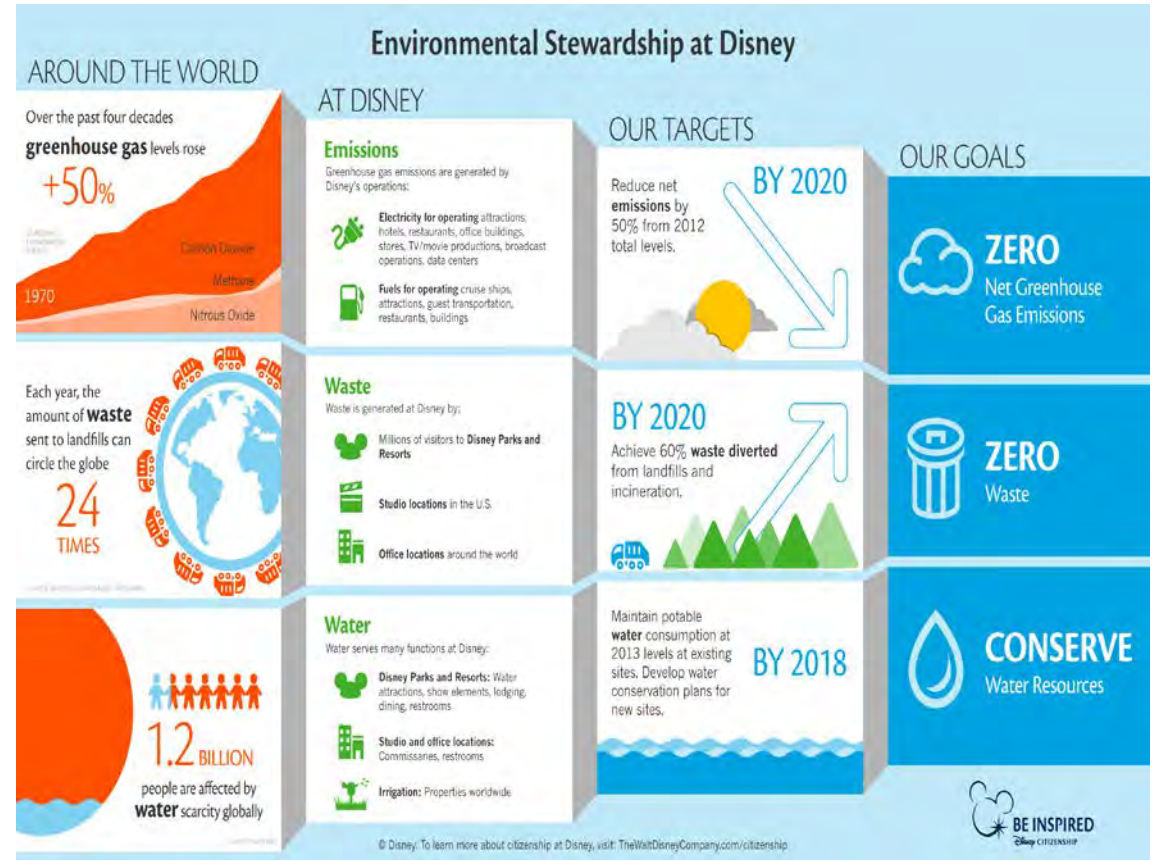 Environmental Stewardship at Disney
AROUND THE WORLD
Over the past four decades
greenhouse gas levels rose
+50%
1970
Carbon Dioxide
Methane
Nitrous Oxide
Each year, the
amount of waste
sent to landfills can
circle the globe
24
TIMES
1.2 BILLION
people are affected by
water scarcity globally
AT DISNEY
Emissions
Greenhouse gas emissions are generated by
Disney's operations:
Electricity for operating attractions,
hotels, restaurants, office buildings,
stores, TV/movie productions, broadcast
operations, data centers
Fuels for operating cruise ships,
attractions, guest transportation,
restaurants, buildings
Waste
Waste is generated at Disney by:
Millions of visitors to Disney Parks and
Resorts
Studio locations in the U.S.
Office locations around the world
Water
Water serves many functions at Disney:
Disney Parks and Resorts: Water
attractions, show elements, lodging,
dining, restrooms
Studio and office locations:
Commissaries, restrooms
Irrigation: Properties worldwide
OUR TARGETS
BY 2020
Reduce net
emissions by
50% from 2012
total levels.
BY 2020
Achieve 60% waste diverted
from landfills and
incineration.
Maintain potable
water consumption at
2013 levels at existing
sites. Develop water
conservation plans for
new sites.
BY 2018
OUR GOALS
ZERO
Net Greenhouse
Gas Emissions
ZERO
Waste
CONSERVE
Water Resources
BE INSPIRED
Disney CITIZENSHIP
© Disney. To learn more about citizenship at Disney, visit: TheWaltDisneyCompany.com/citizenship